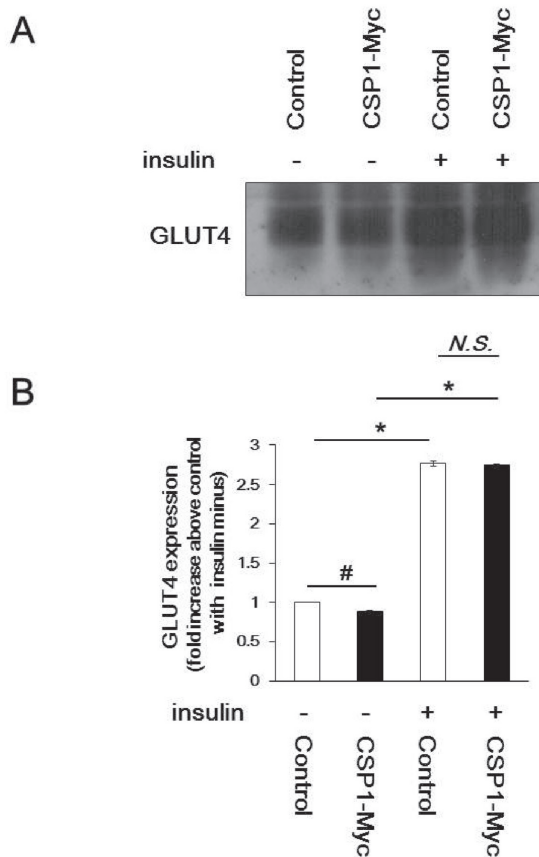 A
Control
CSP1-Myc
Control
CSP1-Myc
insulin - - + +
GLUT4
B
N.S.
*
*
#
GLUT4 expression
(fold increase above control
with insulin minus)
3
2.5
2
1.5
1
0.5
0
insulin - - + +
Control
CSP1-Myc
Control
CSP1-Myc